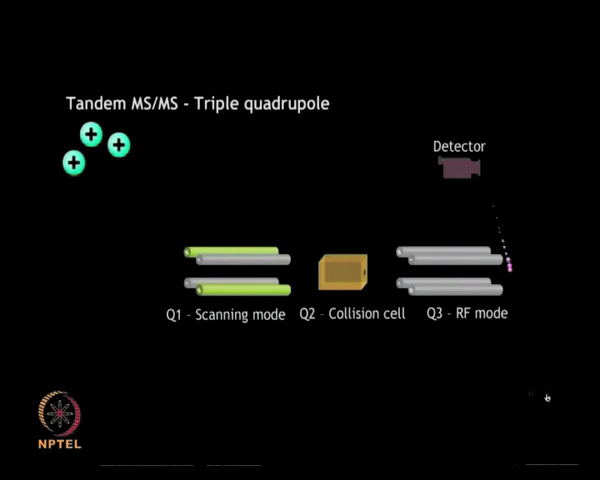 Tandem MS/MS - Triple quadrupole
+ + +
Detector
Q1 - Scanning mode Q2 - Collision cell Q3 - RF mode
NPTEL